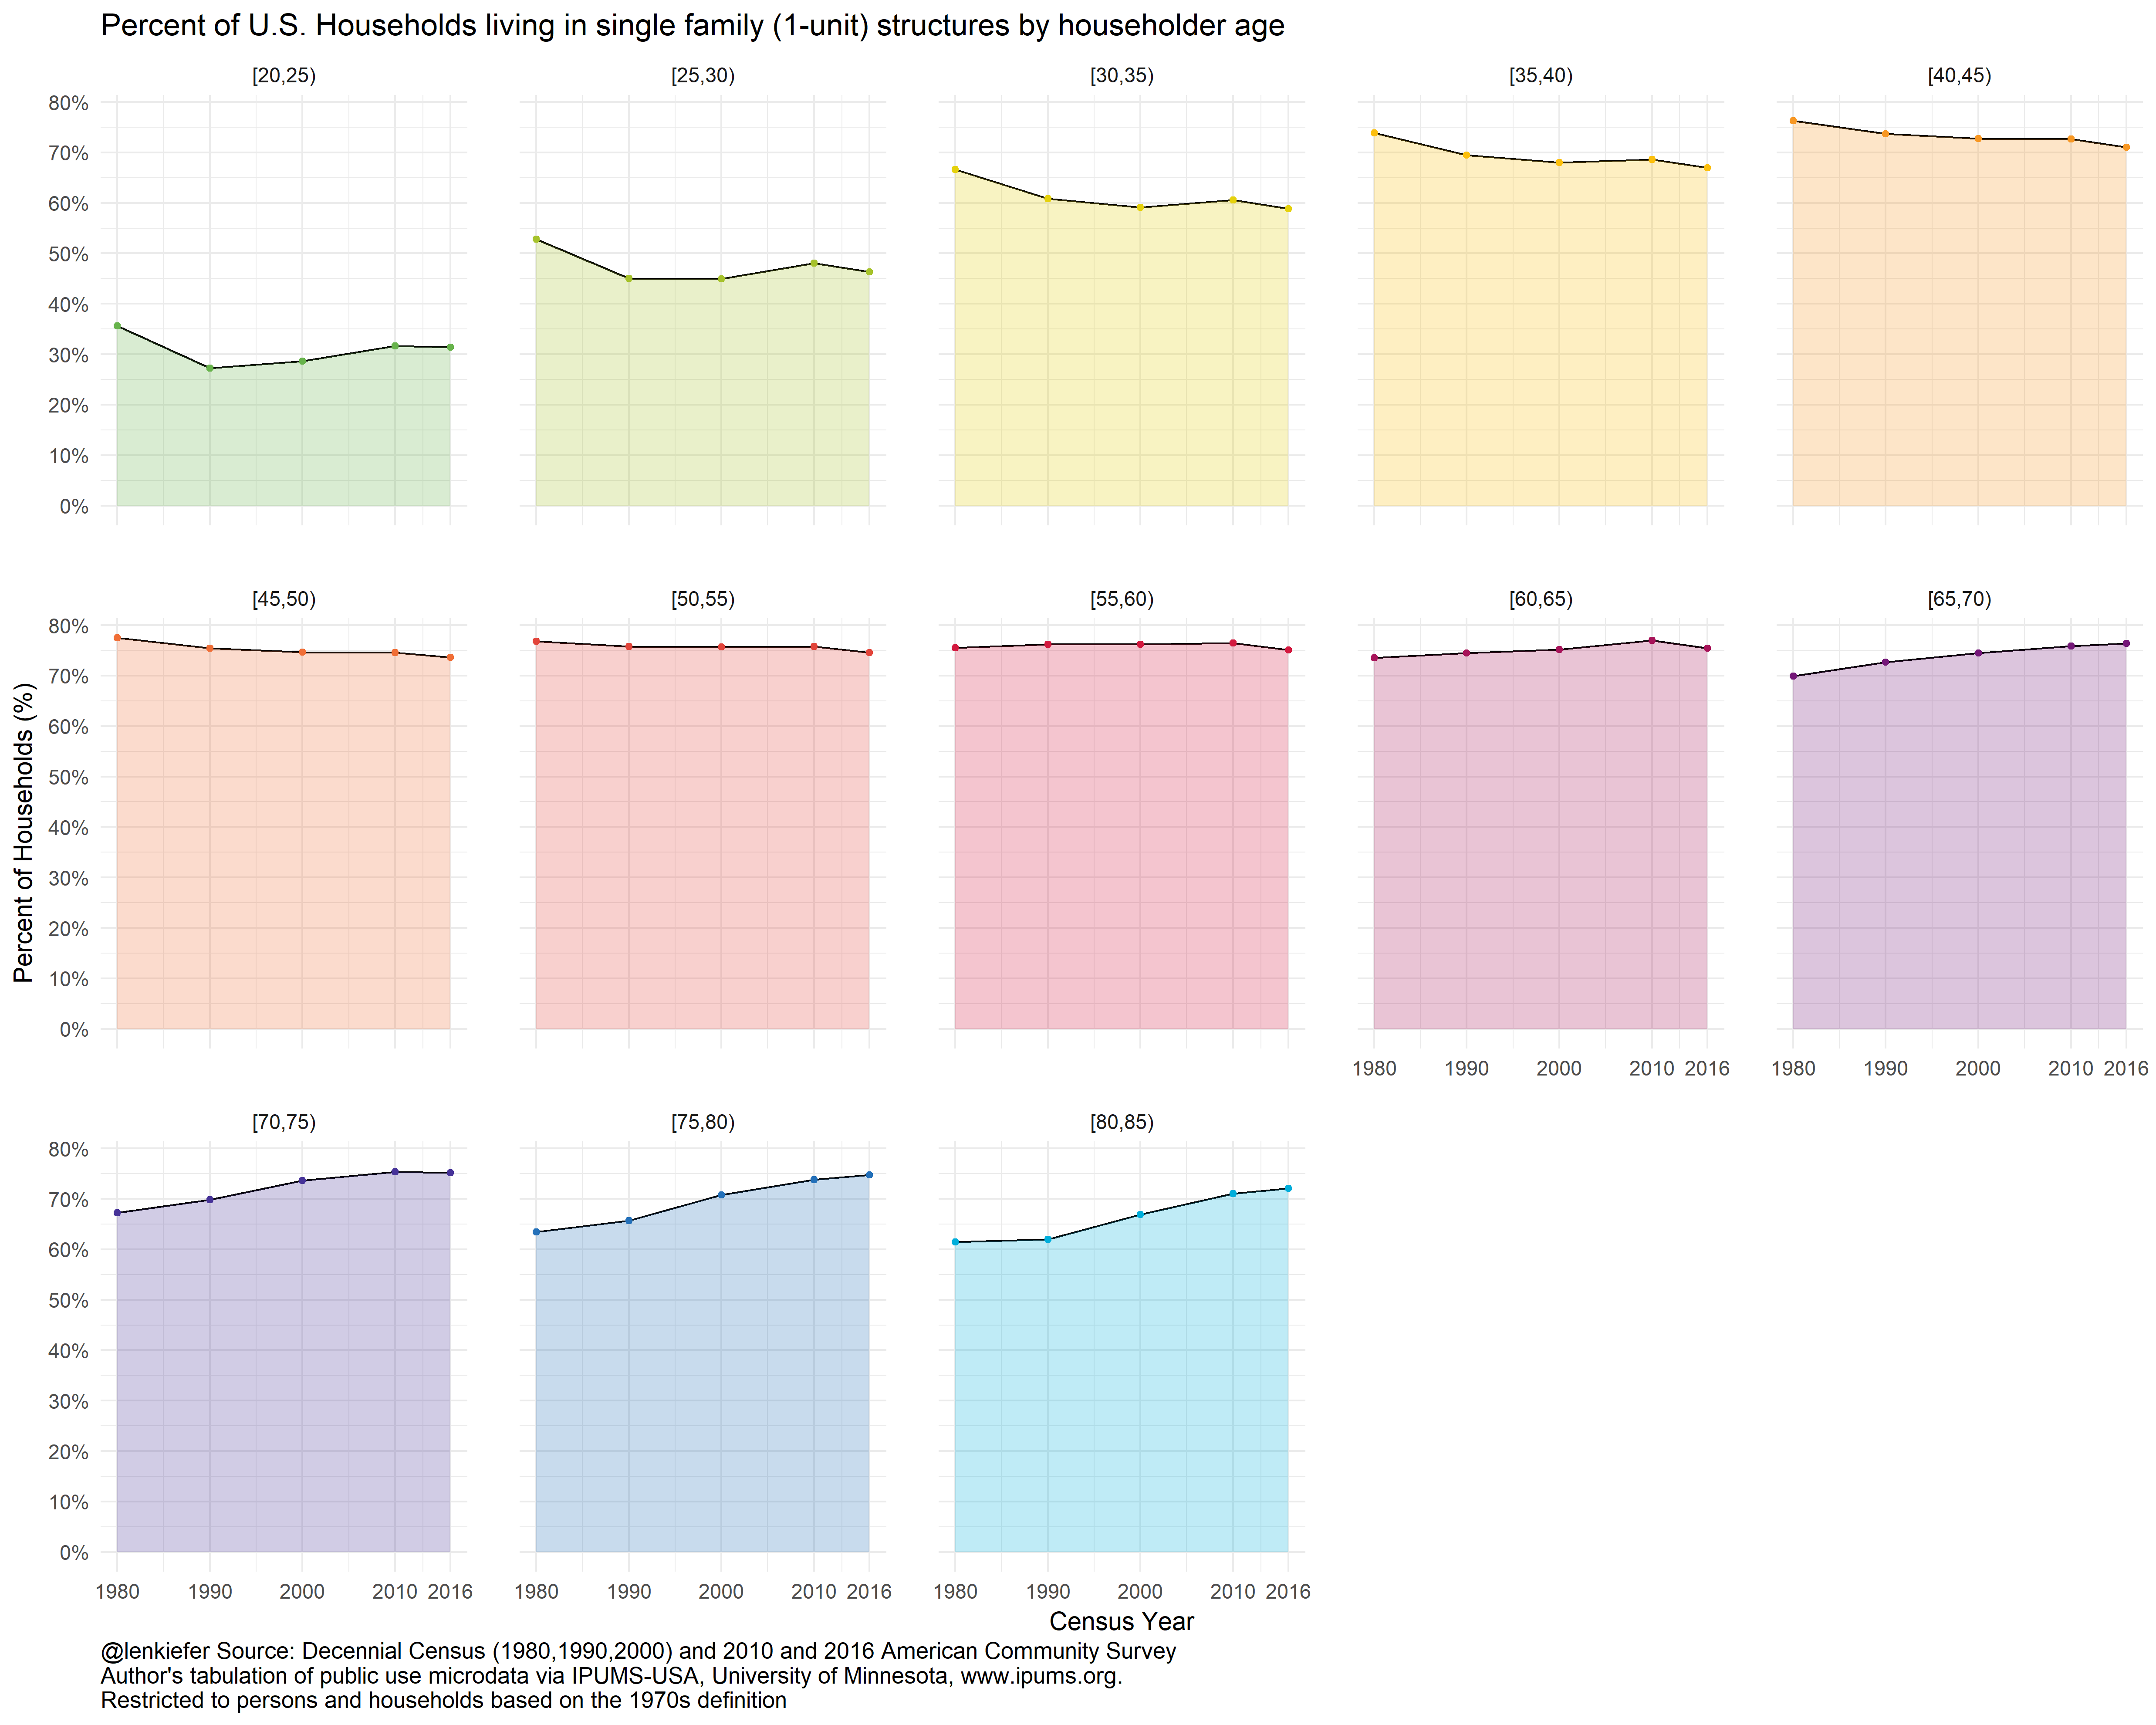 Percent of U.S. Households living in single family (1-unit) structures by householder age
[20,25) [25,30) [30,35) [35,40) [40,45)
80%
70%
60%
50%
40%
30%
20%
10%
0%
[45,50) [50,55) [55,60) [60,65) [65,70)
80%
70%
60%
50%
40%
30%
20%
10%
0%
Percent of Households (%)
1980 1990 2000 2010 2016 1980 1990 2000 2010 2016
[70,75) [75,80) [80,85)
80%
70%
60%
50%
40%
30%
20%
10%
0%
1980 1990 2000 2010 2016 1980 1990 2000 2010 2016 1980 1990 2000 2010 2016
Census Year
@lenkiefer Source: Decennial Census (1980,1990,2000) and 2010 and 2016 American Community Survey
Author's tabulation of public use microdata via IPUMS-USA, University of Minnesota, www.ipums.org.
Restricted to persons and households based on the 1970s definition